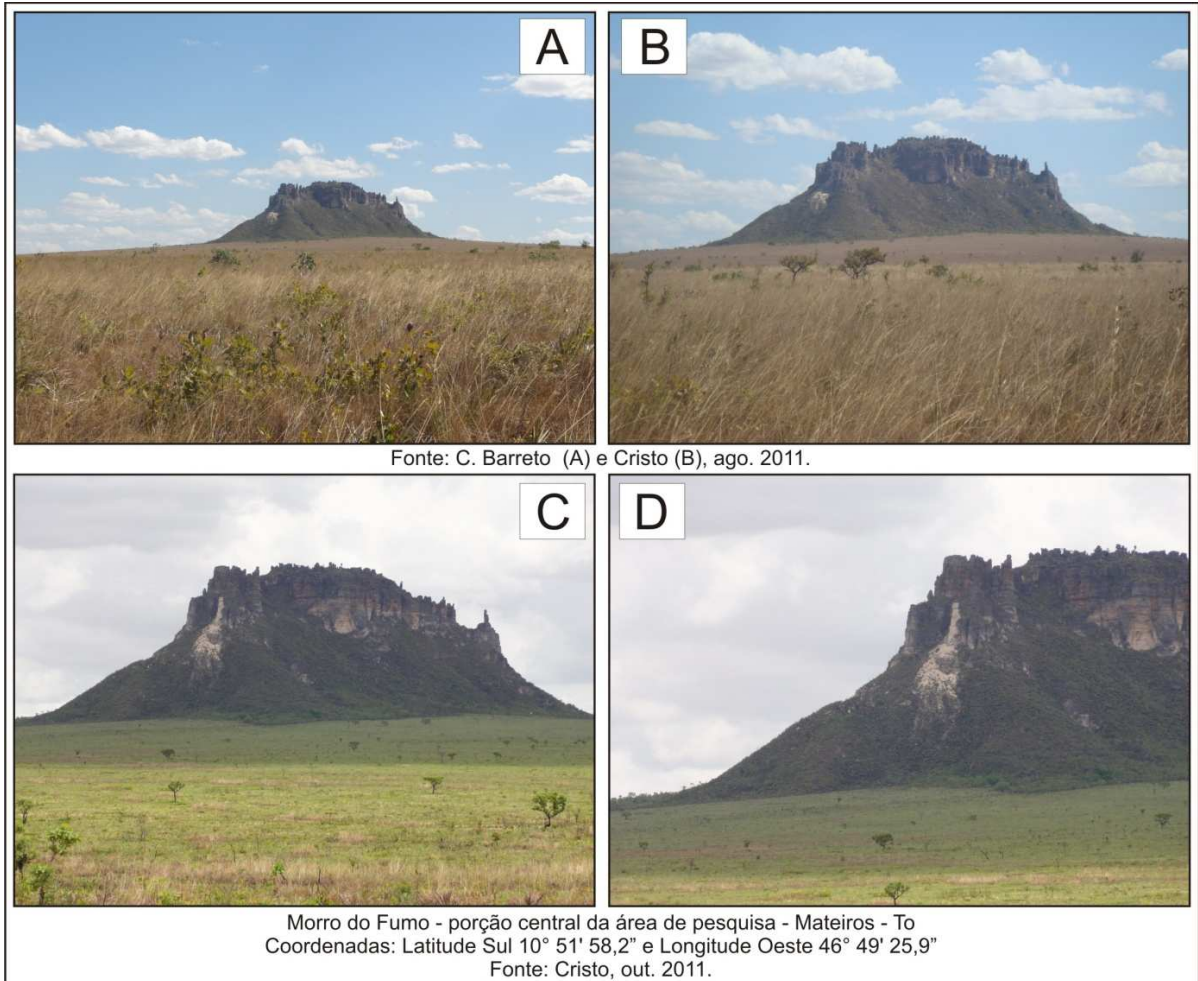 A
B
Fonte: C. Barreto (A) e Cristo (B), ago. 2011.
C
D
Morro do Fumo - porção central da área de pesquisa - Mateiros - To
Coordenadas: Latitude Sul 10° 51' 58,2” e Longitude Oeste 46° 49' 25,9”
Fonte: Cristo, out. 2011.